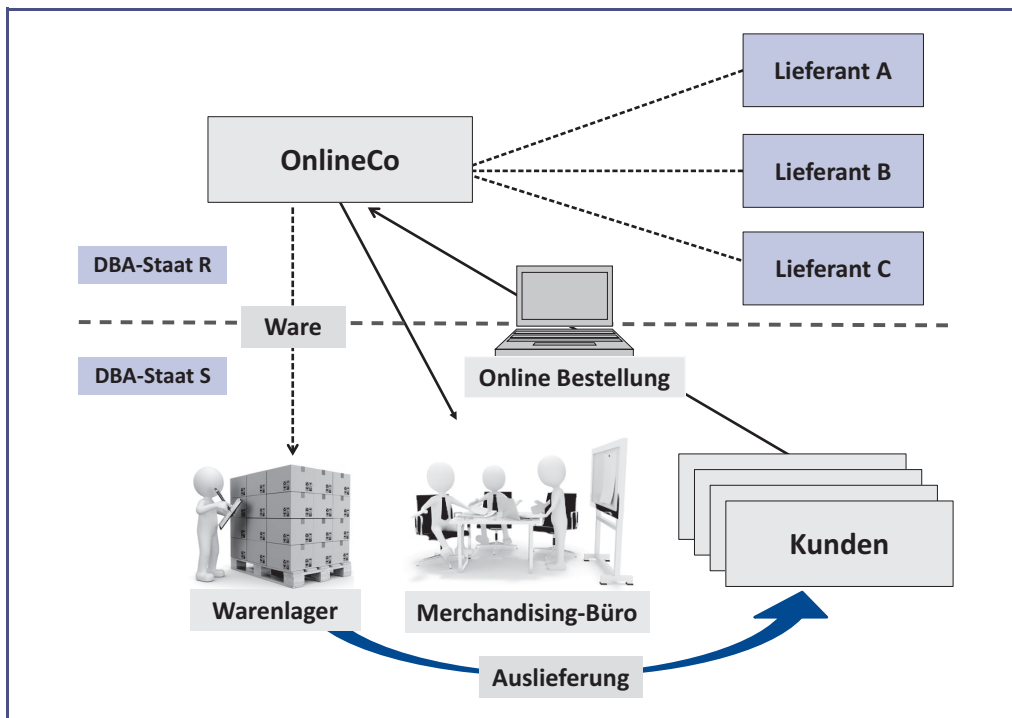 Lieferant A
OnlineCo
Lieferant B
Lieferant C
DBA-Staat R
Ware
DBA-Staat S
Online Bestellung
Kunden
Warenlager
Merchandising-Büro
Auslieferung